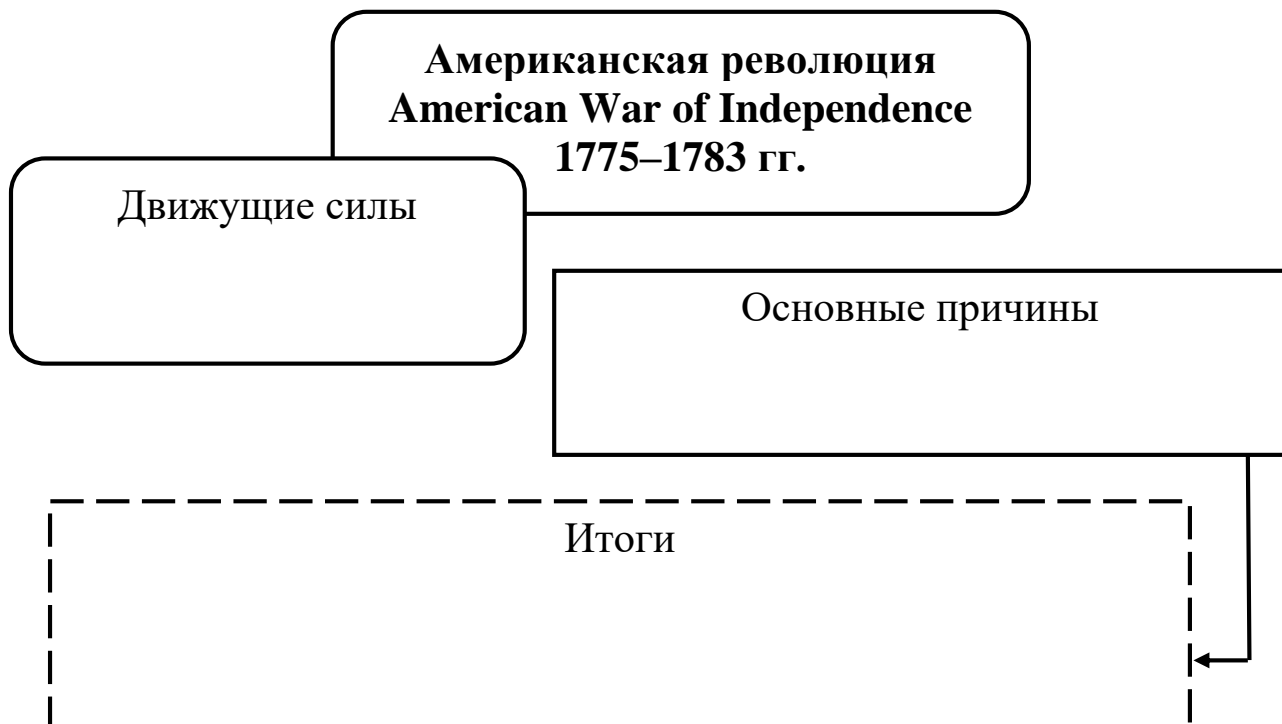 Американская революция
American War of Independence
1775–1783 гг.
Движущие силы
Основные причины
Итоги